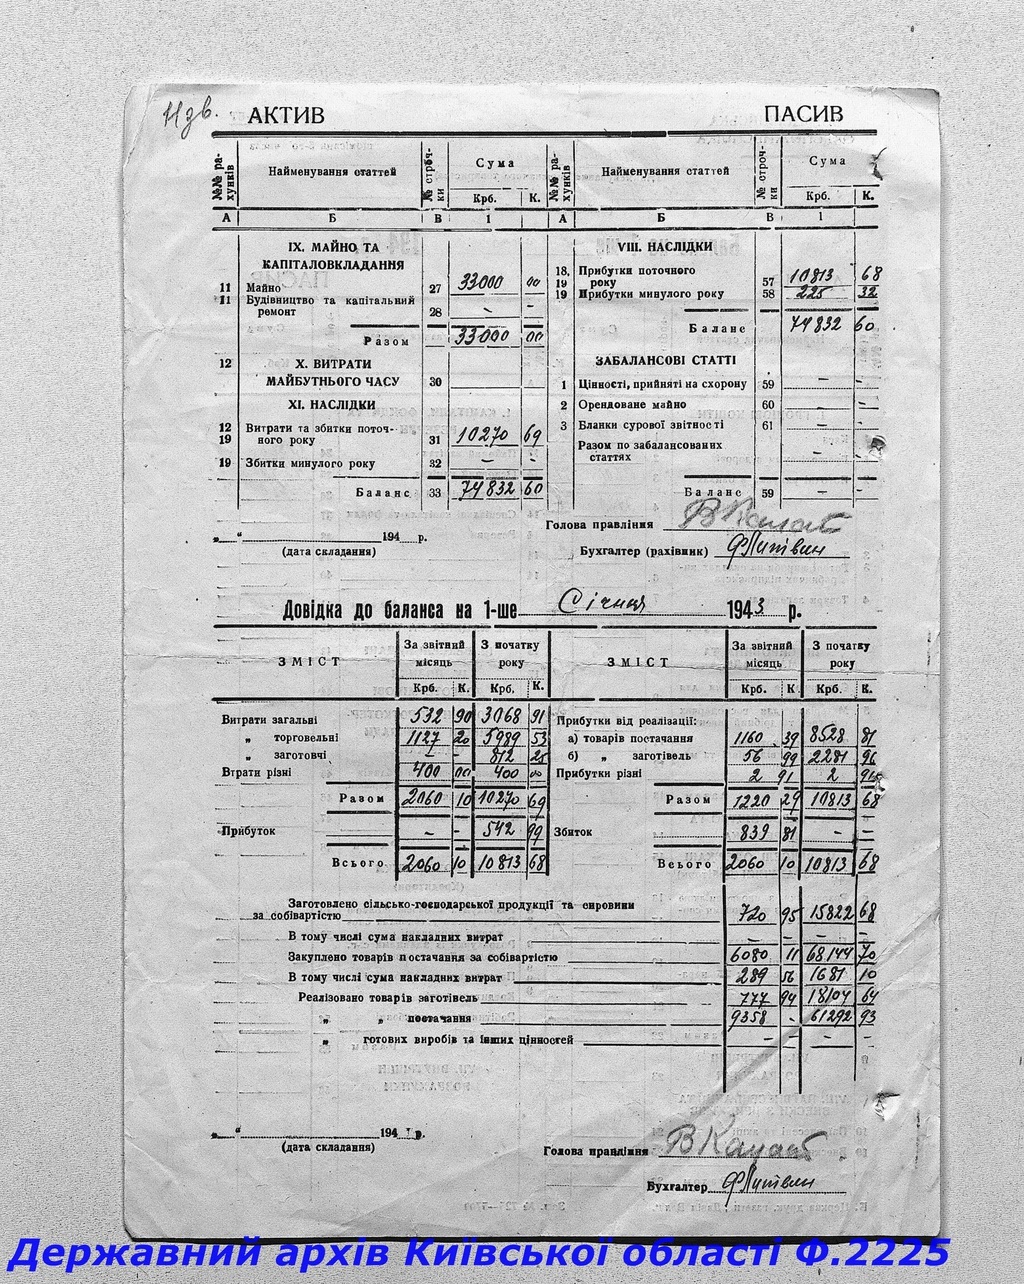 Нзв.
АКТИВ ПАСИВ
№№ рахунків Найменування статтей № строчки Сума Крб. К. №№ рахунків Найменування статтей № строчки Сума Крб. К.
А Б В 1 А Б В 1
IX. МАЙНО ТА
КАПІТАЛОВКЛАДАННЯ
11 Майно 27 33000 00
11 Будівництво та капітальний
ремонт 28 –  –
Разом 33000 00
12 X. ВИТРАТИ
МАЙБУТНЬОГО ЧАСУ 30
XI. НАСЛІДКИ
12 Витрати та збитки поточ-
19 ного року 31 10270 69
19 Збитки минулого року 32 – –
Баланс 33 74832 60
VIII. НАСЛІДКИ
18, Прибутки поточного
19 року 57 10813 68
19 Прибутки минулого року 58 225 32
Баланс 74832 60
ЗАБАЛАНСОВІ СТАТТІ
1 Цінності, прийняті на схорону 59 – –
2 Орендоване майно 60 – –
3 Бланки сурової звітності 61 – –
Разом по забалансових
статтях – –
Баланс 59 – –
Голова правління
„ “ 194 р.
(дата складання)
Бухгалтер (рахівник) ФЛитвин
Довідка до баланса на 1-ше Січня 1943 р.
ЗМІСТ За звітний місяць Крб. К. З початку року Крб. К. ЗМІСТ За звітний місяць Крб. К. З початку року Крб. К.
Витрати загальні 532 90 3068 91
„ торговельні 1127 20 5989 53
„ заготовчі – – 812 25
Втрати різні 400 00 400 00
Разом 2060 10 10270 69
Прибуток – – 542 99
Всього 2060 10 10813 68
Прибутки від реалізації:
а) товарів постачання 1160 39 8528 81
б) „ заготівель 56 99 2281 96
Прибутки різні 2 91 2 91
Разом 1220 29 10813 68
Збиток 839 81 – –
Всього 2060 10 10813 68
Заготовлено сільсько-господарської продукції та сировини
за собівартістю 720 95 15822 68
В тому числі сума накладних витрат – – – –
Закуплено товарів постачання за собівартістю 6080 11 68144 70
В тому числі сума накладних витрат 289 56 1681 10
Реалізовано товарів заготівель 777 94 18104 64
„ „ постачання 9358 – 61292 93
„ готових виробів та інших цінностей – – – –
„ “ 194 р.
(дата складання)
Голова правління
Бухгалтер ФЛитвин
Державний архів Київської області Ф.2225